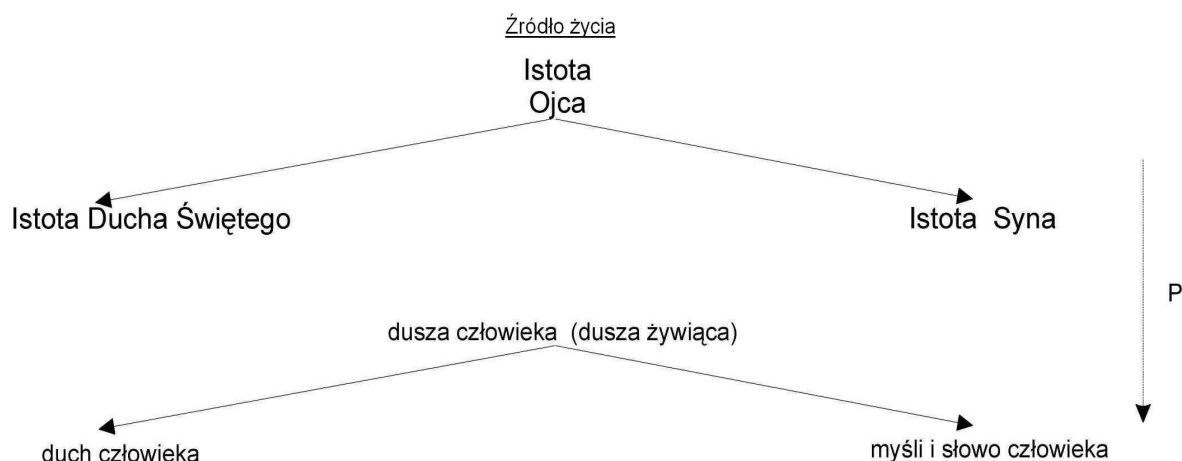 Źródło życia
Istota
Ojca
Istota Ducha Świętego
Istota Syna
P
dusza człowieka (dusza żywiąca)
duch człowieka
myśli i słowo człowieka